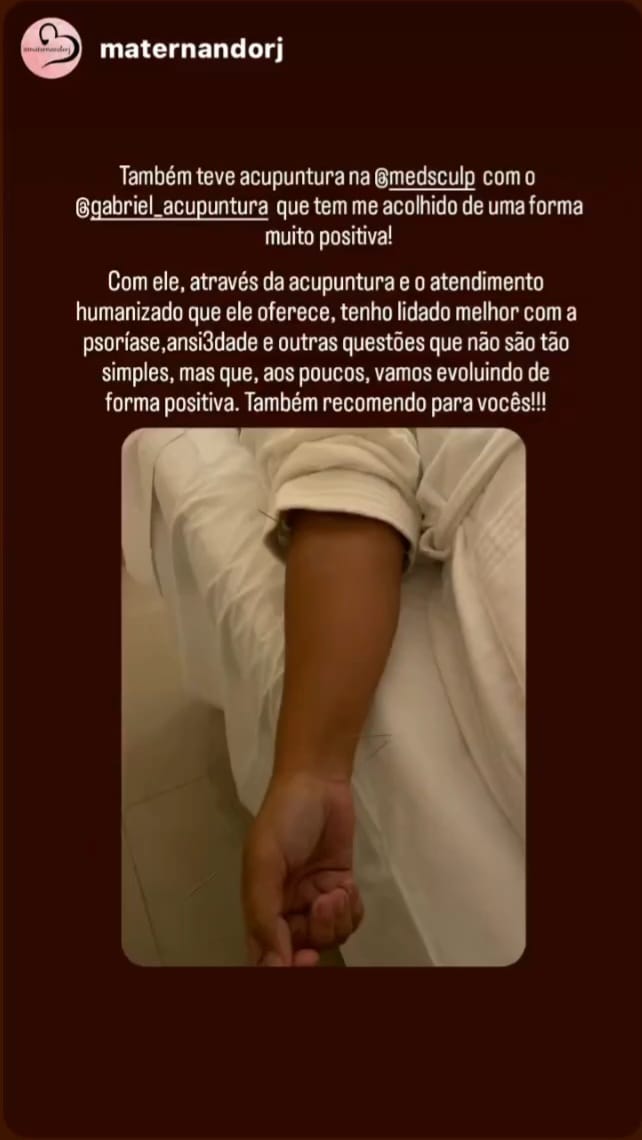 maternandorj
Também teve acupuntura na @medsculp com o
@gabriel_acupuntura que tem me acolhido de uma forma
muito positiva!
Com ele, através da acupuntura e o atendimento
humanizado que ele oferece, tenho lidado melhor com a
psoríase,ansi3dade e outras questões que não são tão
simples, mas que, aos poucos, vamos evoluindo de
forma positiva. Também recomendo para vocês!!!